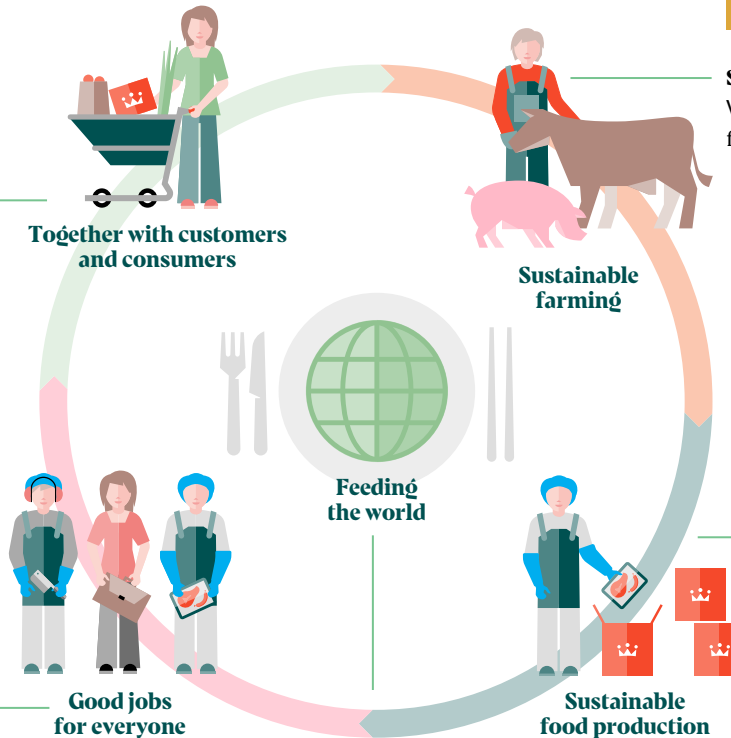 Together with customers
and consumers
Sustainable
farming
Feeding
the world
Good jobs
for everyone
Sustainable
food production